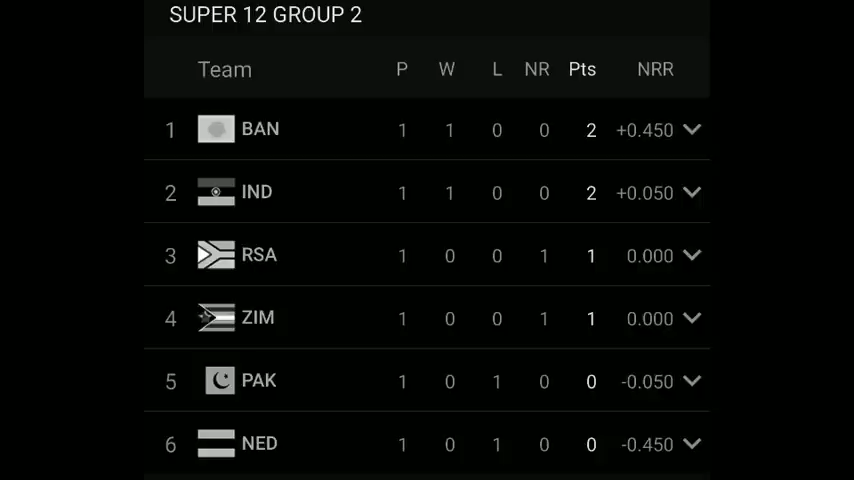 SUPER 12 GROUP 2
Team P W L NR Pts NRR
1 BAN 1 1 0 0 2 +0.450
2 IND 1 1 0 0 2 +0.050
3 RSA 1 0 0 1 1 0.000
4 ZIM 1 0 0 1 1 0.000
5 PAK 1 0 1 0 0 -0.050
6 NED 1 0 1 0 0 -0.450